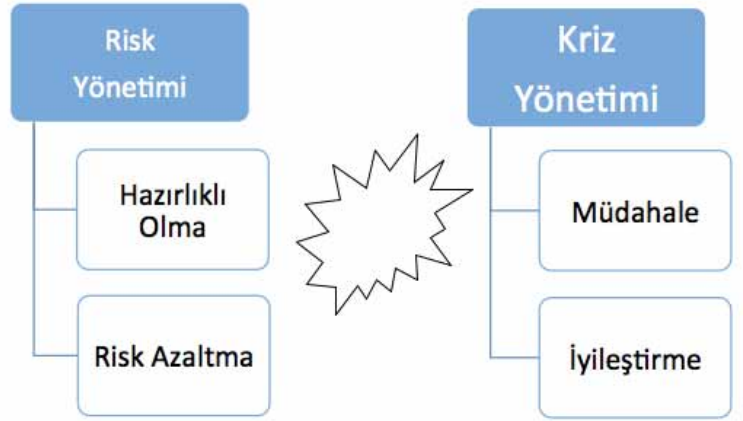 Risk
Yönetimi
Hazırlıklı
Olma
Risk Azaltma
Kriz
Yönetimi
Müdahale
İyileştirme